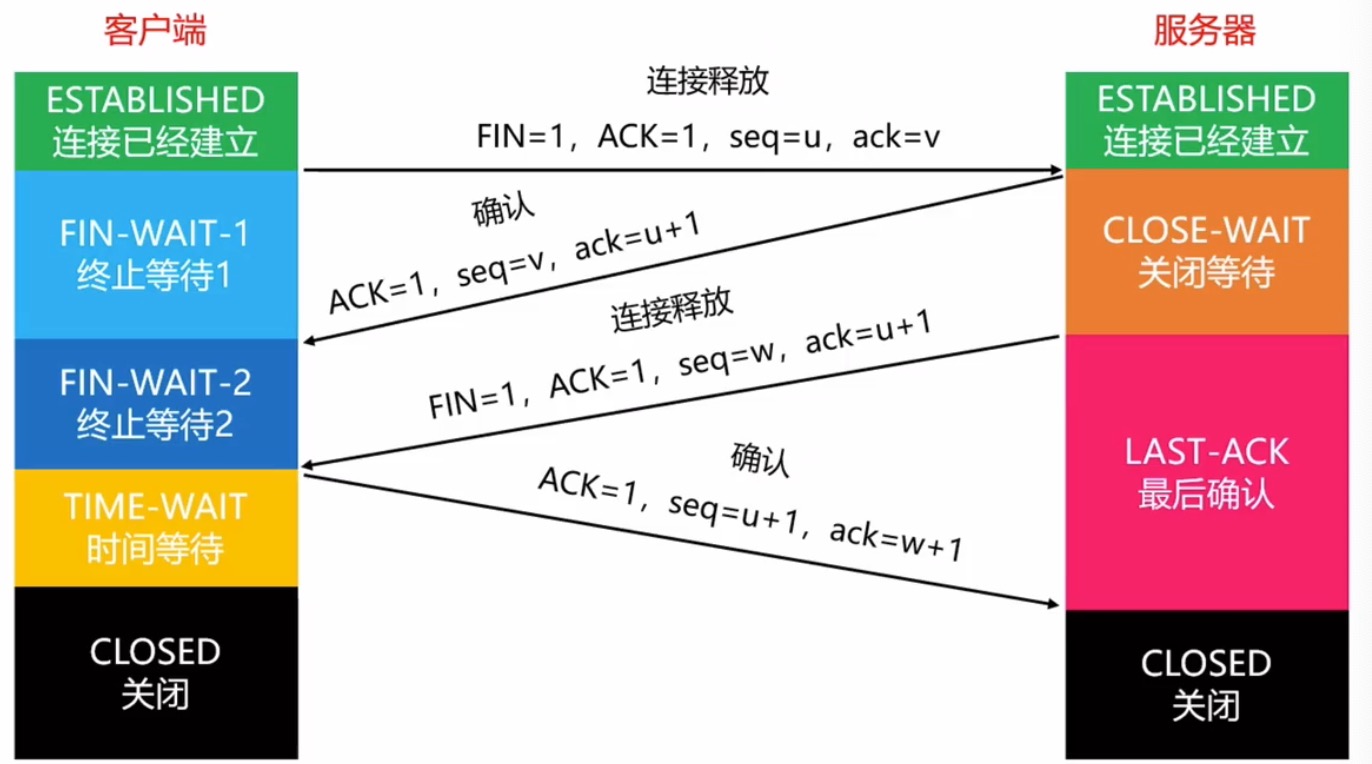 客户端
服务器
ESTABLISHED
连接已经建立
连接释放
FIN=1，ACK=1，seq=u，ack=v
ESTABLISHED
连接已经建立
FIN-WAIT-1
终止等待1
确认
ACK=1，seq=v，ack=u+1
CLOSE-WAIT
关闭等待
连接释放
FIN=1，ACK=1，seq=w，ack=u+1
FIN-WAIT-2
终止等待2
确认
ACK=1，seq=u+1，ack=w+1
LAST-ACK
最后确认
TIME-WAIT
时间等待
CLOSED
关闭
CLOSED
关闭